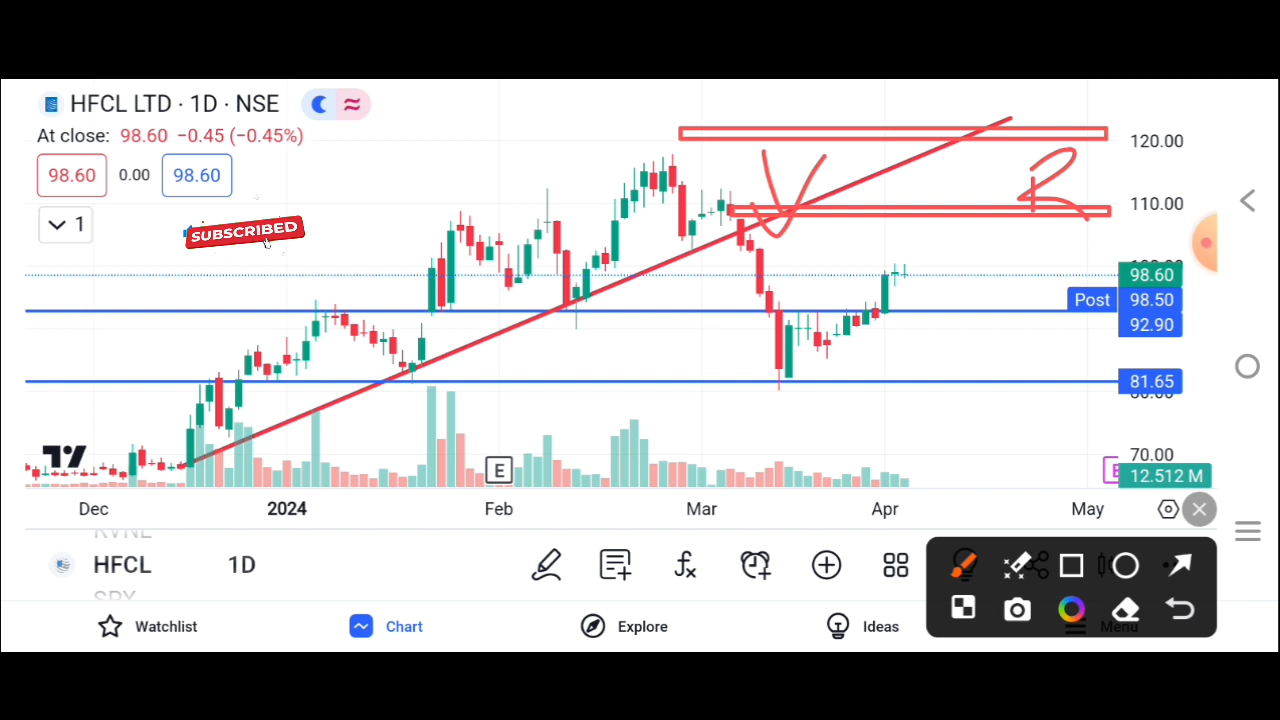 HFCL LTD · 1D · NSE
At close: 98.60 −0.45 (−0.45%)
98.60 0.00 98.60
1
SUBSCRIBED
120.00
R
110.00
98.60
Post 98.50
92.90
81.65
70.00
12.512 M
E
Dec 2024 Feb Mar Apr May
HFCL 1D
Watchlist Chart Explore Ideas Menu